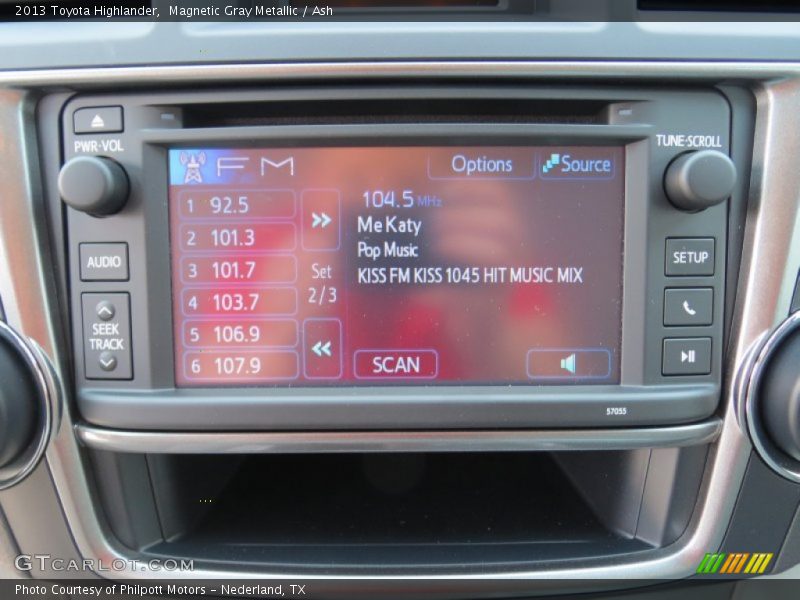 2013 Toyota Highlander,  Magnetic Gray Metallic / Ash
PWR•VOL
TUNE•SCROLL
FM
Options
Source
1 92.5
2 101.3
3 101.7
4 103.7
5 106.9
6 107.9
Set
2/3
104.5 MHz
Me Katy
Pop Music
KISS FM KISS 1045 HIT MUSIC MIX
SCAN
AUDIO
SEEK
TRACK
SETUP
57055
GTCARLOT.COM
Photo Courtesy of Philpott Motors - Nederland, TX